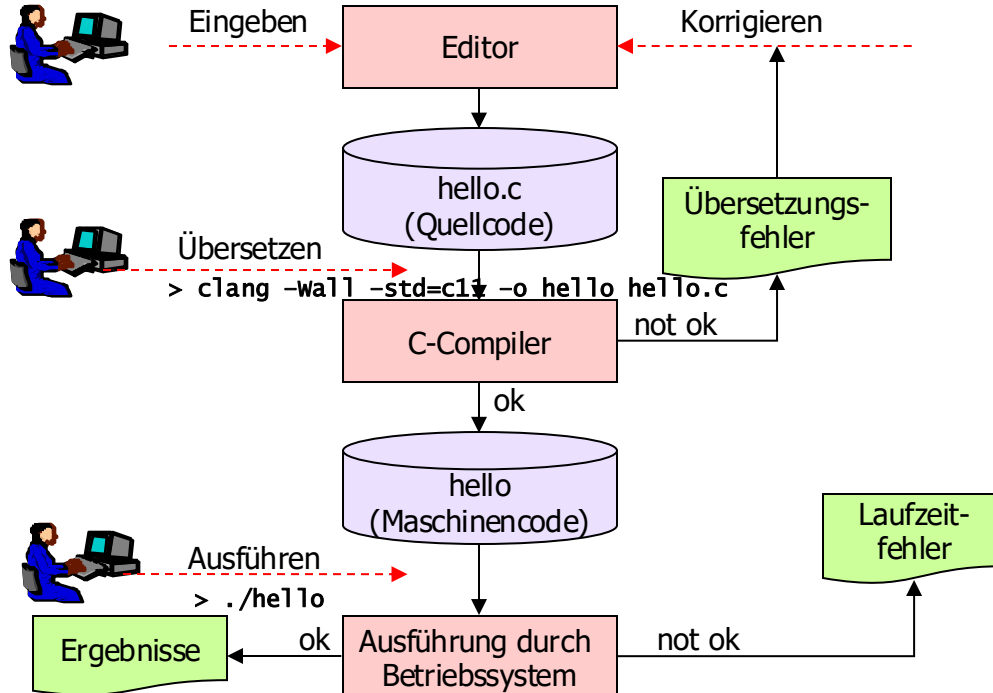 Eingeben
Korrigieren
Editor
hello.c
(Quellcode)
Übersetzungs-
fehler
Übersetzen
> clang –Wall –std=c11 –o hello hello.c
C-Compiler
not ok
ok
hello
(Maschinencode)
Laufzeit-
fehler
Ausführen
> ./hello
Ergebnisse
ok
Ausführung durch
Betriebssystem
not ok